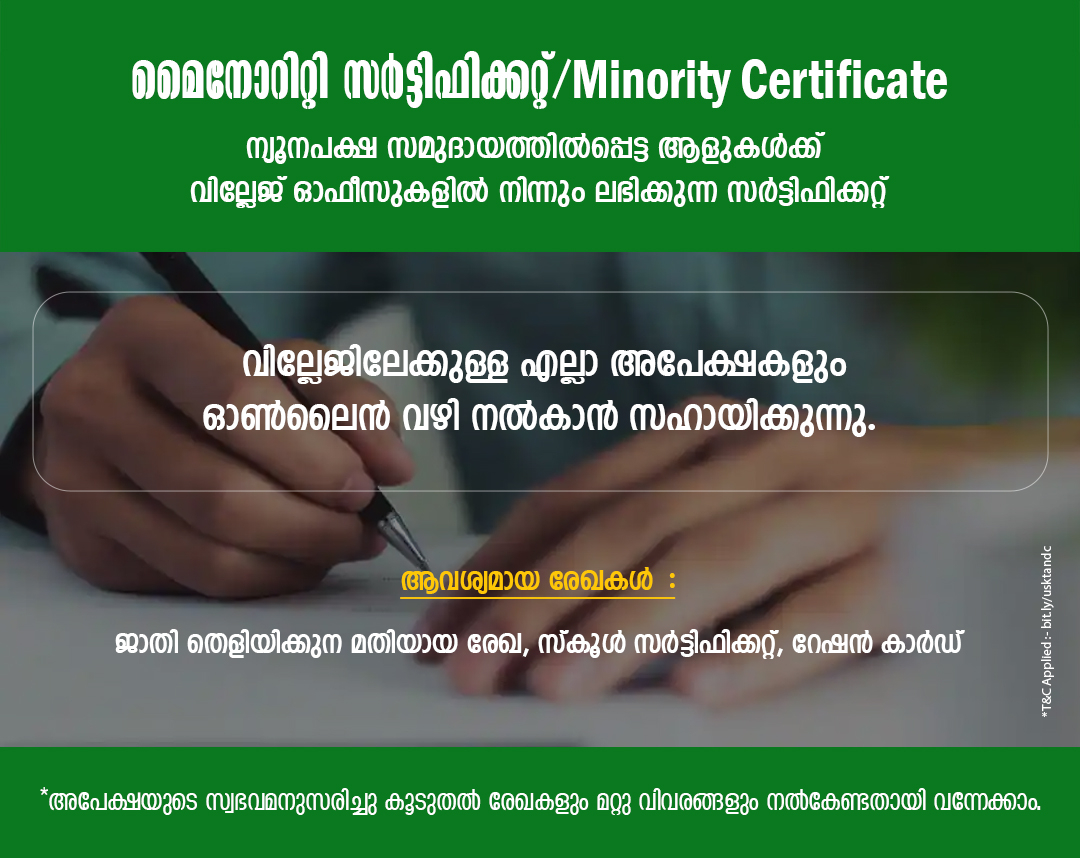 മൈനോറിറ്റി സർട്ടിഫിക്കറ്റ്/Minority Certificate
ന്യൂനപക്ഷ സമുദായത്തിൽപ്പെട്ട ആളുകൾക്ക്
വില്ലേജ് ഓഫീസുകളിൽ നിന്നും ലഭിക്കുന്ന സർട്ടിഫിക്കറ്റ്
വില്ലേജിലേക്കുള്ള എല്ലാ അപേക്ഷകളും
ഓൺലൈൻ വഴി നൽകാൻ സഹായിക്കുന്നു.
ആവശ്യമായ രേഖകൾ :
ജാതി തെളിയിക്കുന മതിയായ രേഖ, സ്കൂൾ സർട്ടിഫിക്കറ്റ്, റേഷൻ കാർഡ്
*T&C Applied :- bit.ly/usktandc
*അപേക്ഷയുടെ സ്വഭവമനുസരിച്ചു കൂടുതൽ രേഖകളും മറ്റു വിവരങ്ങളും നൽകേണ്ടതായി വന്നേക്കാം.